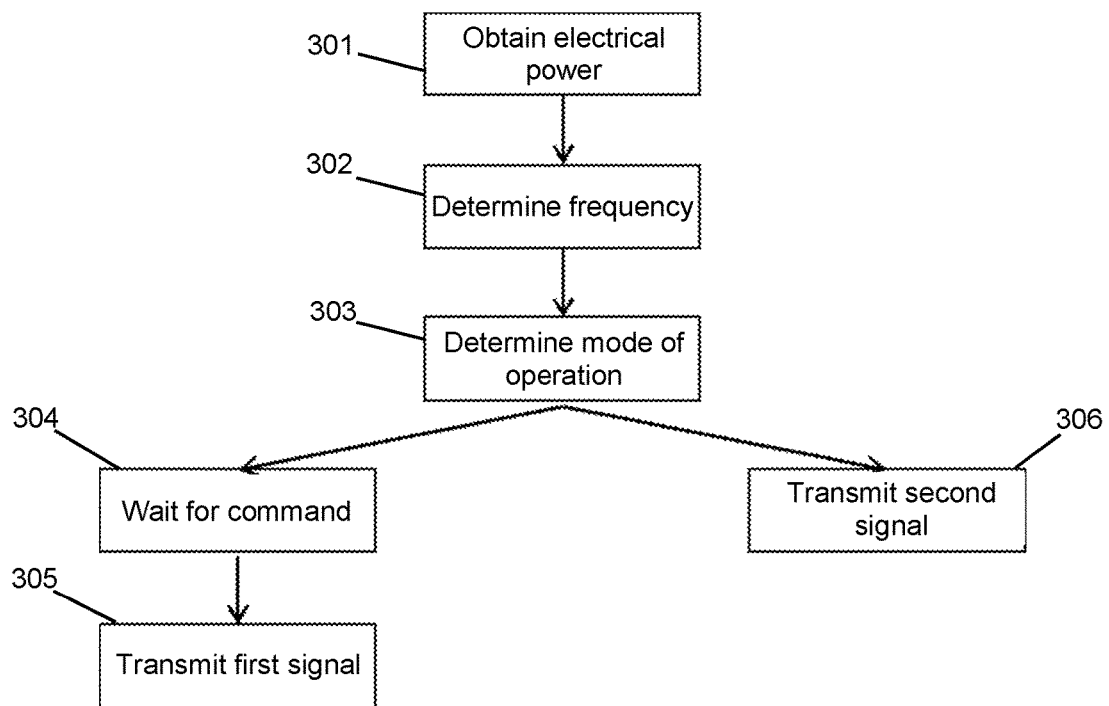 301
Obtain electrical
power
302
Determine frequency
303
Determine mode of
operation
304
Wait for command
305
Transmit first signal
306
Transmit second
signal